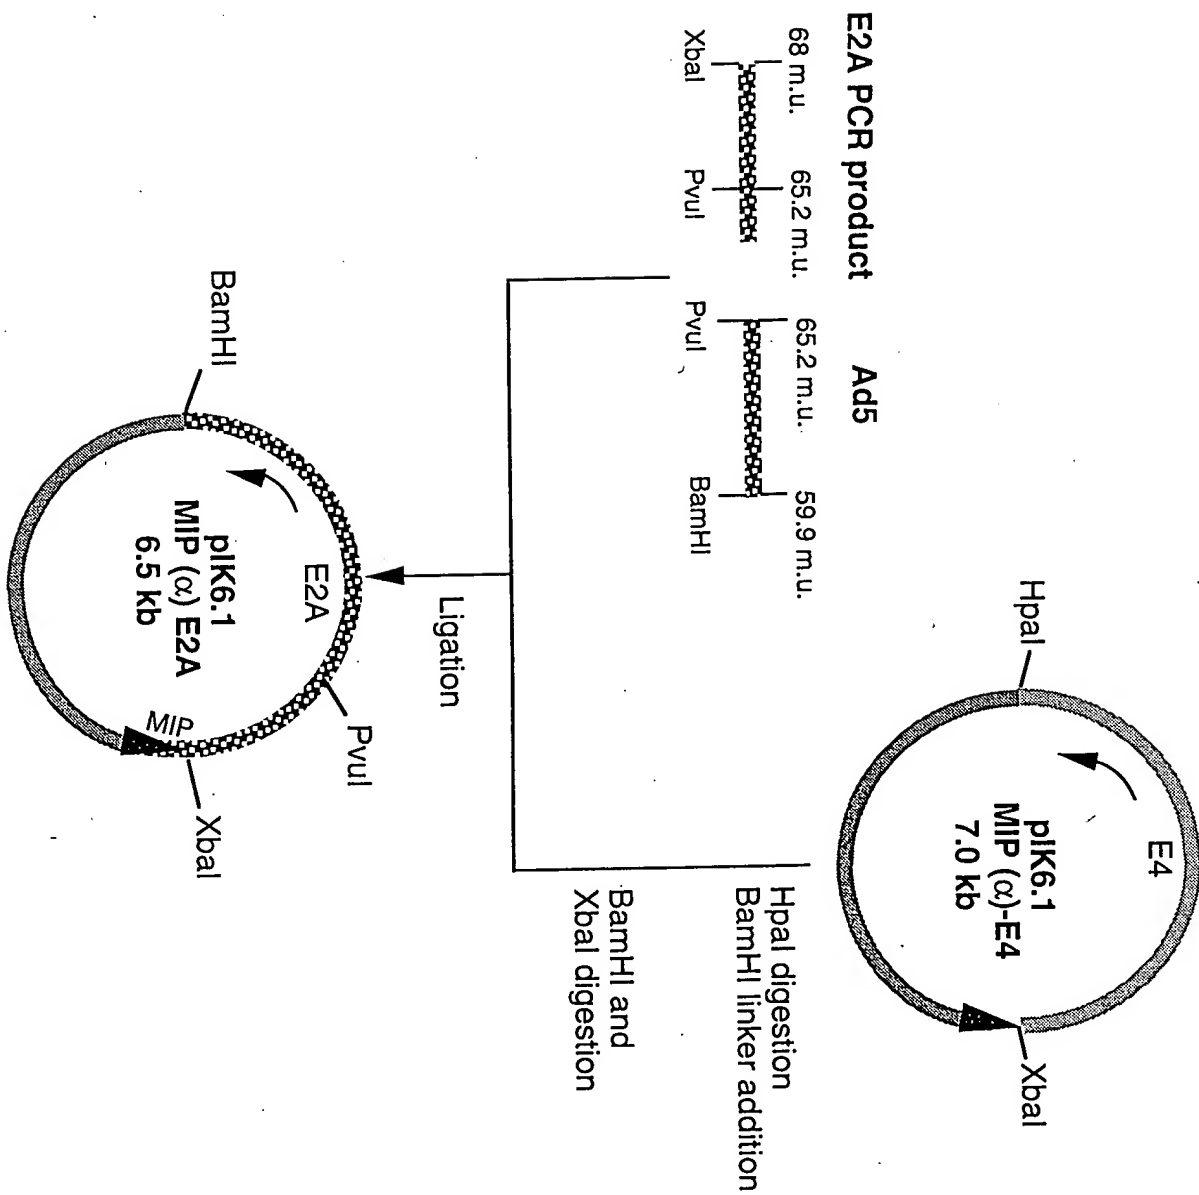 E2A PCR product
Ad5
68 m.u.
65.2 m.u.
65.2 m.u.
59.9 m.u.
XbaI
PvuI
PvuI
BamHI
HpaI
E4
pIK6.1
MIP (α)-E4
7.0 kb
XbaI
HpaI digestion
BamHI linker addition
BamHI and
XbaI digestion
Ligation
BamHI
E2A
PvuI
pIK6.1
MIP (α) E2A
6.5 kb
MIP
XbaI